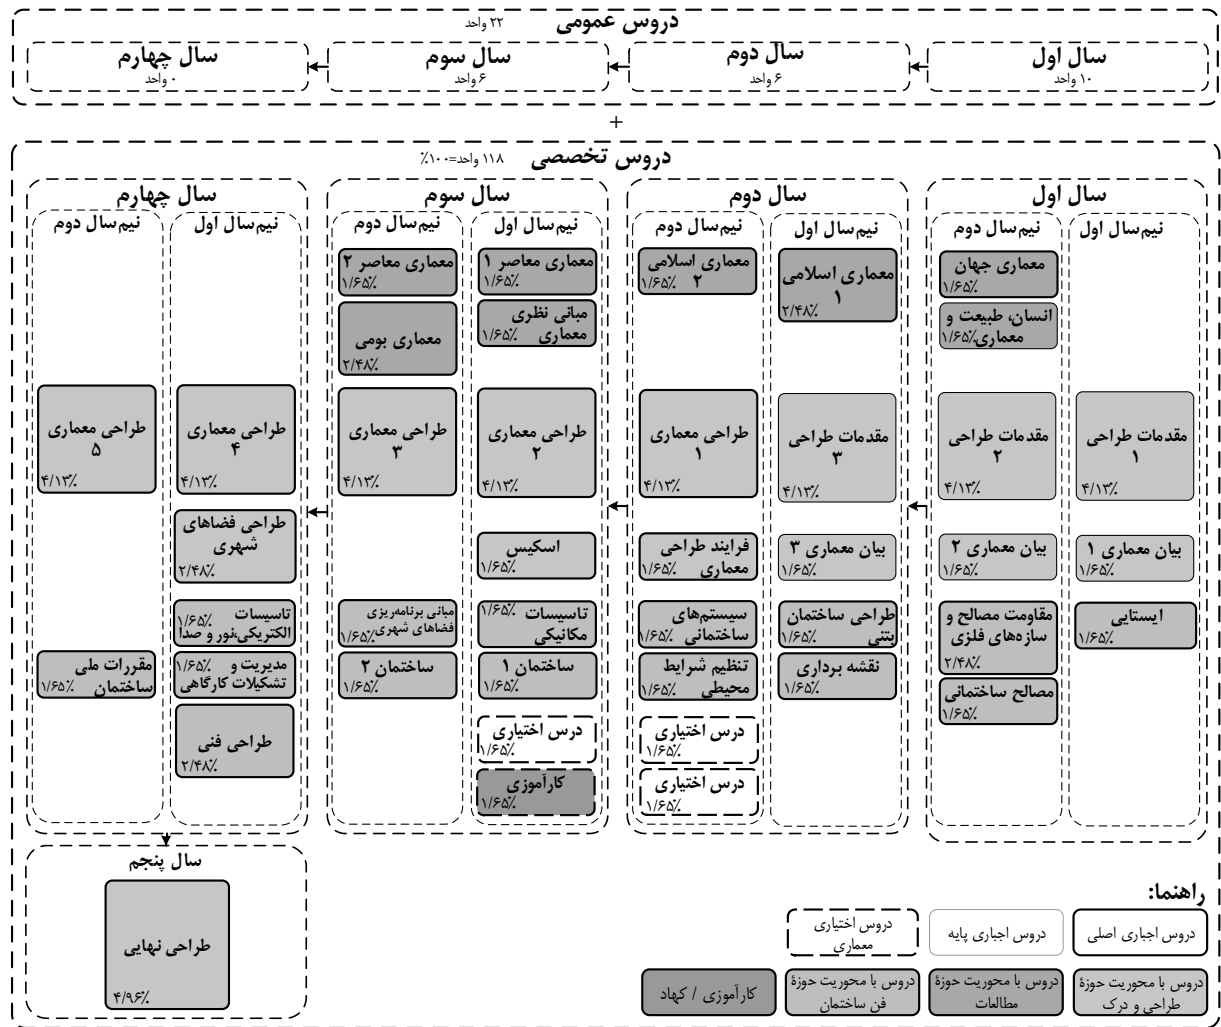 دروس عمومی ۲۲ واحد
سال اول
۱۰ واحد
سال دوم
۶ واحد
سال سوم
۶ واحد
سال چهارم
۰ واحد
+
دروس تخصصی ۱۱۸ واحد=۱۰۰٪
سال اول
نیم‌سال اول
مقدمات طراحی
۱
۴/۱۳٪
بیان معماری ۱
۱/۶۵٪
ایستایی
۱/۶۵٪
نیم‌سال دوم
معماری جهان
۱/۶۵٪
انسان، طبیعت و
معماری ۱/۶۵٪
مقدمات طراحی
۲
۴/۱۳٪
بیان معماری ۲
۱/۶۵٪
مقاومت مصالح و
سازه‌های فلزی
۲/۴۸٪
مصالح ساختمانی
۱/۶۵٪
سال دوم
نیم‌سال اول
معماری اسلامی
۱
۲/۴۸٪
مقدمات طراحی
۳
۴/۱۳٪
بیان معماری ۳
۱/۶۵٪
طراحی ساختمان
بتنی ۱/۶۵٪
نقشه برداری
۱/۶۵٪
نیم‌سال دوم
معماری اسلامی
۲ ۱/۶۵٪
طراحی معماری
۱
۴/۱۳٪
فرایند طراحی
معماری ۱/۶۵٪
سیستم‌های
ساختمانی ۱/۶۵٪
تنظیم شرایط
محیطی ۱/۶۵٪
درس اختیاری
۱/۶۵٪
درس اختیاری
۱/۶۵٪
سال سوم
نیم‌سال اول
معماری معاصر ۱
۱/۶۵٪
مبانی نظری
معماری ۱/۶۵٪
طراحی معماری
۲
۴/۱۳٪
اسکیس
۱/۶۵٪
تاسیسات ۱/۶۵٪
مکانیکی
ساختمان ۱
۱/۶۵٪
درس اختیاری
۱/۶۵٪
کارآموزی
۱/۶۵٪
نیم‌سال دوم
معماری معاصر ۲
۱/۶۵٪
معماری بومی
۲/۴۸٪
طراحی معماری
۳
۴/۱۳٪
مبانی برنامه‌ریزی
فضاهای شهری ۱/۶۵٪
ساختمان ۲
۱/۶۵٪
سال چهارم
نیم‌سال اول
طراحی معماری
۴
۴/۱۳٪
طراحی فضاهای
شهری
۲/۴۸٪
تاسیسات ۱/۶۵٪
الکتریکی،نور و صدا
مدیریت و ۱/۶۵٪
تشکیلات کارگاهی
طراحی فنی
۲/۴۸٪
نیم‌سال دوم
طراحی معماری
۵
۴/۱۳٪
مقررات ملی
ساختمان ۱/۶۵٪
سال پنجم
طراحی نهایی
۴/۹۶٪
راهنما:
دروس اجباری اصلی
دروس اجباری پایه
دروس اختیاری
معماری
دروس با محوریت حوزهٔ
طراحی و درک
دروس با محوریت حوزهٔ
مطالعات
دروس با محوریت حوزهٔ
فن ساختمان
کارآموزی / کهاد